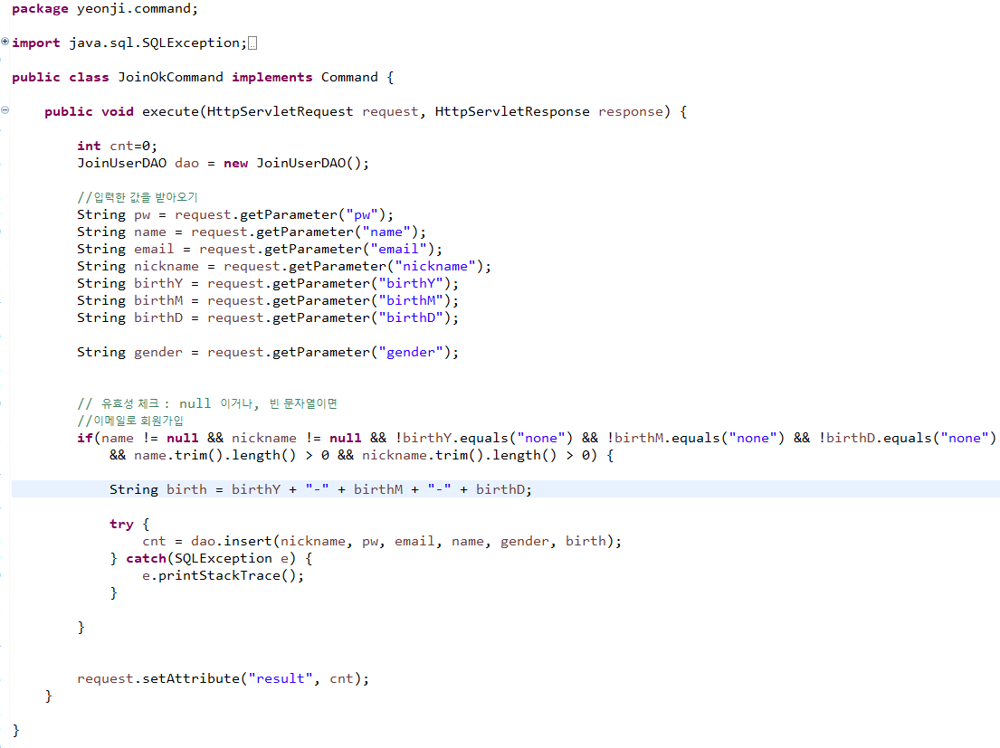 package yeonji.command;
import java.sql.SQLException;
public class JoinOkCommand implements Command {
public void execute(HttpServletRequest request, HttpServletResponse response) {
int cnt=0;
JoinUserDAO dao = new JoinUserDAO();
//입력한 값을 받아오기
String pw = request.getParameter("pw");
String name = request.getParameter("name");
String email = request.getParameter("email");
String nickname = request.getParameter("nickname");
String birthY = request.getParameter("birthY");
String birthM = request.getParameter("birthM");
String birthD = request.getParameter("birthD");
String gender = request.getParameter("gender");
// 유효성 체크 : null 이거나, 빈 문자열이면
//이메일로 회원가입
if(name != null && nickname != null && !birthY.equals("none") && !birthM.equals("none") && !birthD.equals("none")
&& name.trim().length() > 0 && nickname.trim().length() > 0) {
String birth = birthY + "-" + birthM + "-" + birthD;
try {
cnt = dao.insert(nickname, pw, email, name, gender, birth);
} catch(SQLException e) {
e.printStackTrace();
}
}
request.setAttribute("result", cnt);
}
}